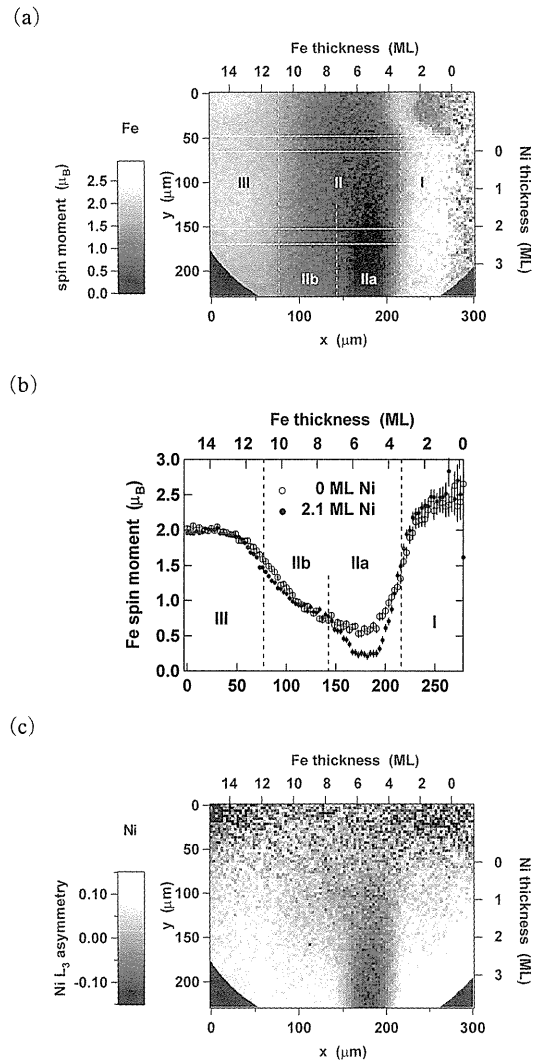 (a)
Fe thickness (ML)
14 12 10 8 6 4 2 0
Fe
spin moment (μB)
2.5
2.0
1.5
1.0
0.5
0.0
y (μm)
0
50
100
150
200
III II I
IIb IIa
0
1
2
3
Ni thickness (ML)
0 100 200 300
x (μm)
(b)
Fe thickness (ML)
14 12 10 8 6 4 2 0
Fe spin moment (μB)
3.0
2.5
2.0
1.5
1.0
0.5
0.0
0 ML Ni
2.1 ML Ni
IIb IIa
III I
0 50 100 150 200 250
(c)
Fe thickness (ML)
14 12 10 8 6 4 2 0
Ni
Ni L3 asymmetry
0.10
0.00
-0.10
y (μm)
0
50
100
150
200
0
1
2
3
Ni thickness (ML)
0 100 200 300
x (μm)